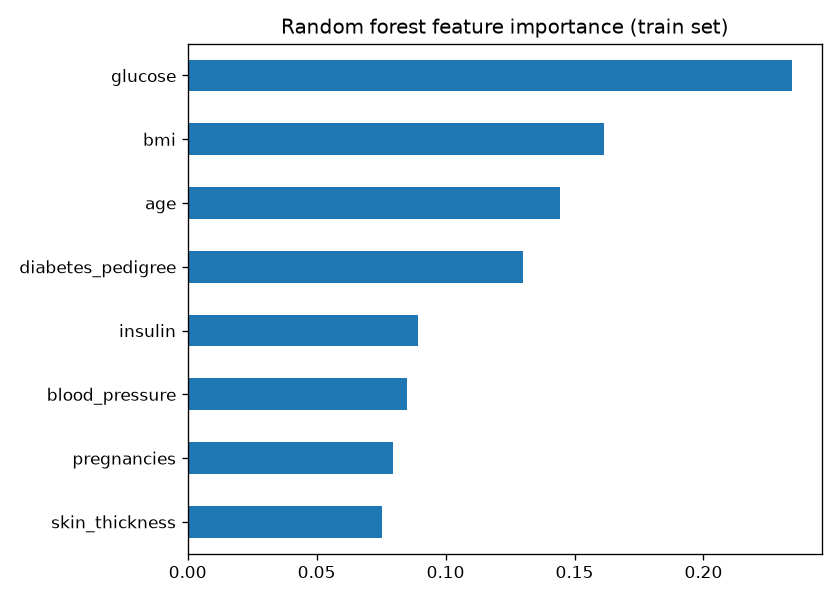 Random forest feature importance (train set)
glucose
bmi
age
diabetes_pedigree
insulin
blood_pressure
pregnancies
skin_thickness
0.00 0.05 0.10 0.15 0.20